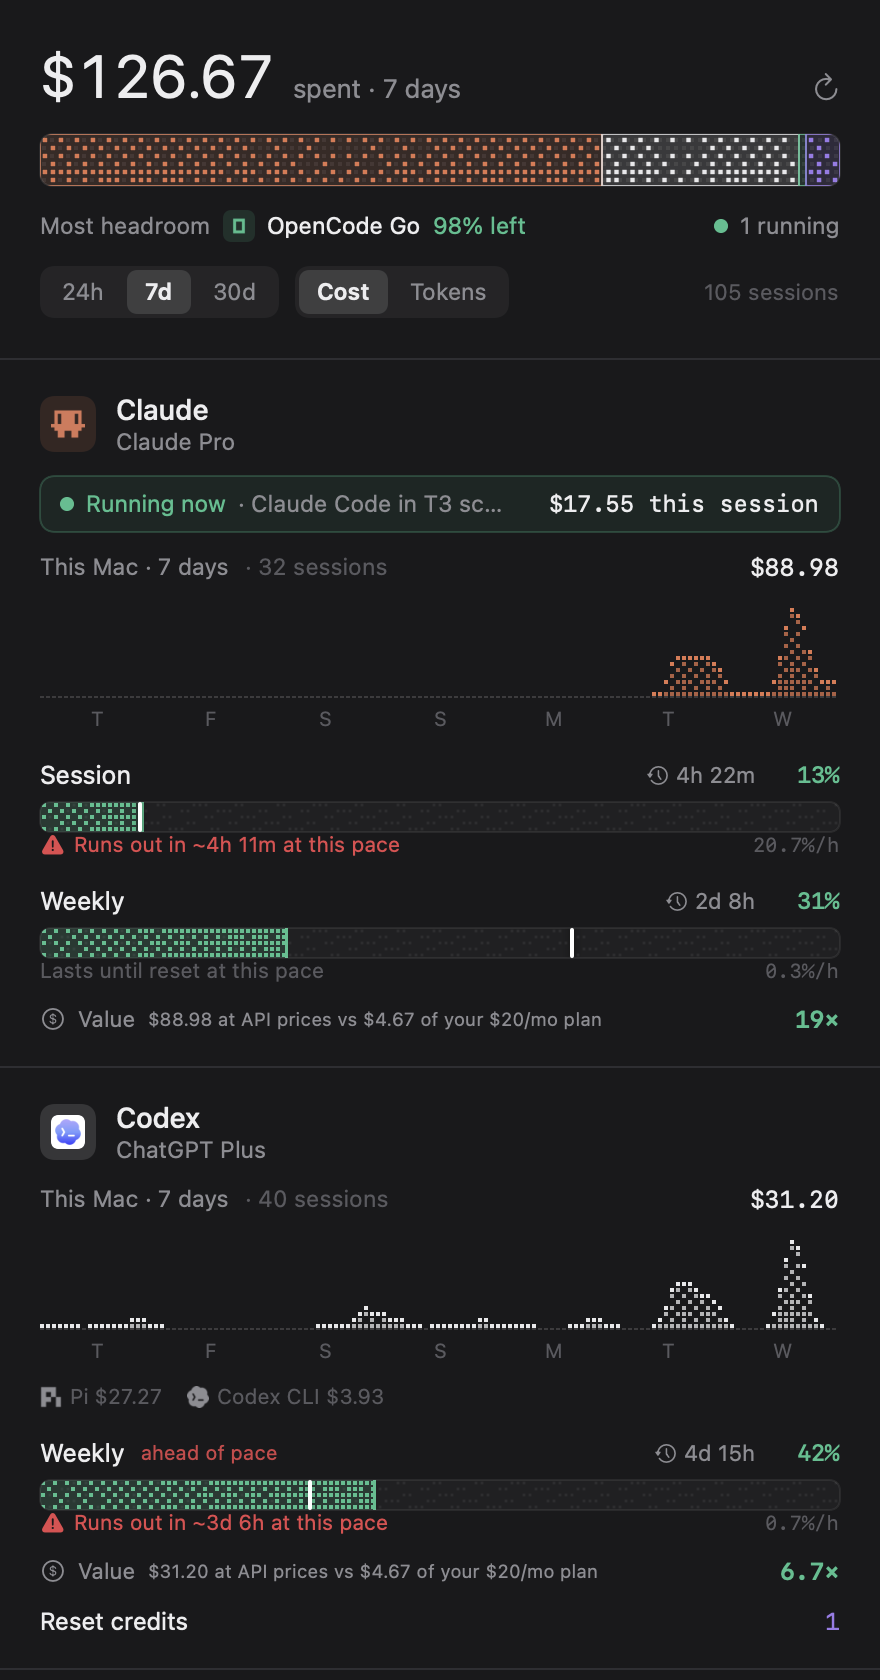 $126.67 spent · 7 days
Most headroom OpenCode Go 98% left 1 running
24h 7d 30d Cost Tokens 105 sessions
Claude
Claude Pro
Running now · Claude Code in T3 sc... $17.55 this session
This Mac · 7 days · 32 sessions $88.98
T F S S M T W
Session 4h 22m 13%
Runs out in ~4h 11m at this pace 20.7%/h
Weekly 2d 8h 31%
Lasts until reset at this pace 0.3%/h
Value $88.98 at API prices vs $4.67 of your $20/mo plan 19×
Codex
ChatGPT Plus
This Mac · 7 days · 40 sessions $31.20
T F S S M T W
Pi $27.27 Codex CLI $3.93
Weekly ahead of pace 4d 15h 42%
Runs out in ~3d 6h at this pace 0.7%/h
Value $31.20 at API prices vs $4.67 of your $20/mo plan 6.7×
Reset credits 1